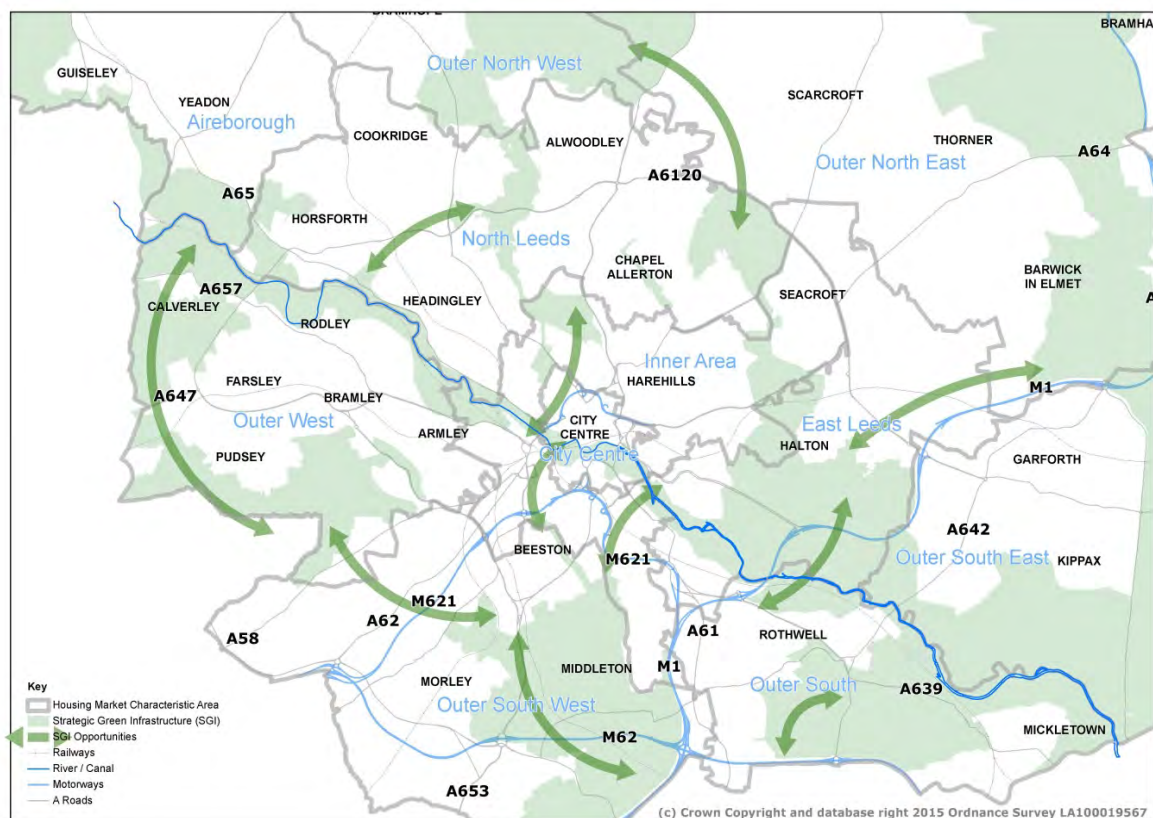 BRAMHOPE
BRAMHA
GUISELEY
Outer North West
YEADON
Aireborough
SCARCROFT
COOKRIDGE
ALWOODLEY
THORNER
A64
Outer North East
A6120
A65
HORSFORTH
North Leeds
CHAPEL
ALLERTON
BARWICK
IN ELMET
A657
CALVERLEY
HEADINGLEY
SEACROFT
A
RODLEY
Inner Area
FARSLEY
HAREHILLS
M1
A647
BRAMLEY
Outer West
ARMLEY
CITY
CENTRE
City Centre
East Leeds
HALTON
PUDSEY
GARFORTH
A642
BEESTON
M621
Outer South East
KIPPAX
M621
A62
A58
A61
ROTHWELL
MIDDLETON
M1
MORLEY
Outer South West
Outer South
A639
MICKLETOWN
M62
A653
Key
Housing Market Characteristic Area
Strategic Green Infrastructure (SGI)
SGI Opportunities
Railways
River / Canal
Motorways
A Roads
(c) Crown Copyright and database right 2015 Ordnance Survey LA100019567